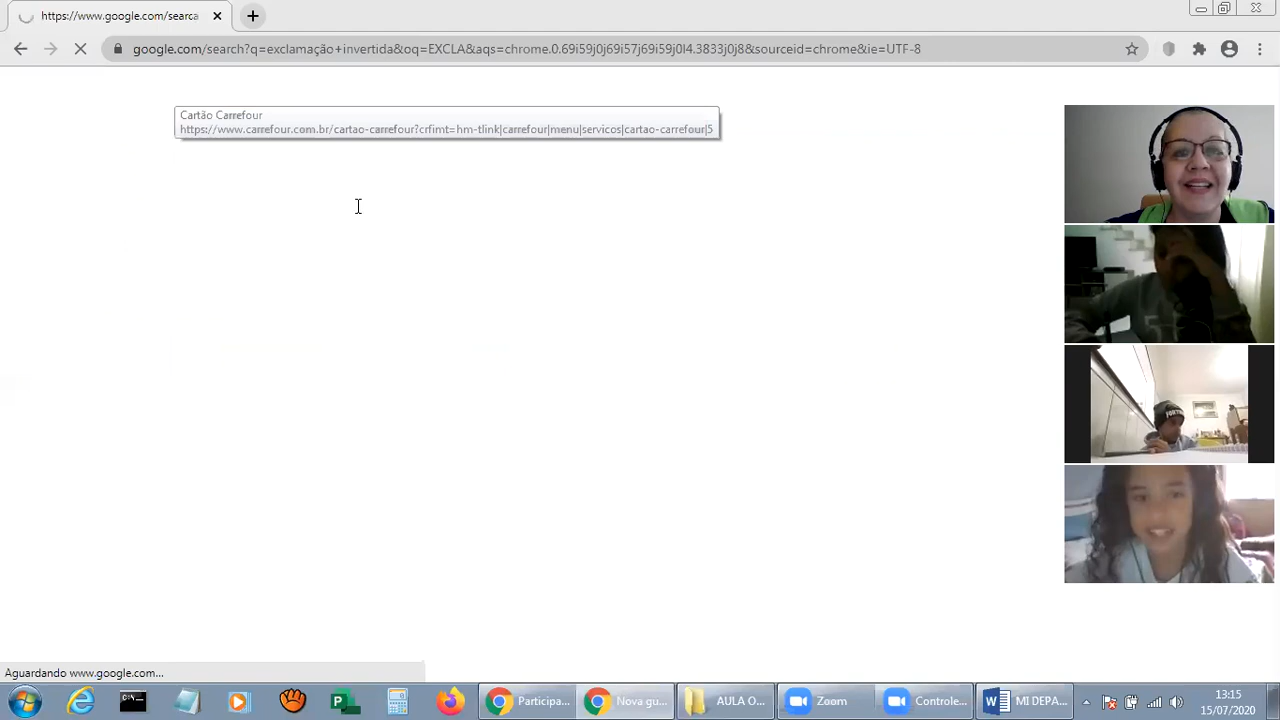 https://www.google.com/searca
google.com/search?q=exclamação+invertida&oq=EXCLA&aqs=chrome.0.69i59j0j69i57j69i59j0l4.3833j0j8&sourceid=chrome&ie=UTF-8
Cartão Carrefour
https://www.carrefour.com.br/cartao-carrefour?crfimt=hm-tlink|carrefour|menu|servicos|cartao-carrefour|5
Aguardando www.google.com...
Participa...
Nova gu...
AULA O...
Zoom
Controle...
MI DEPA...
13:15
15/07/2020